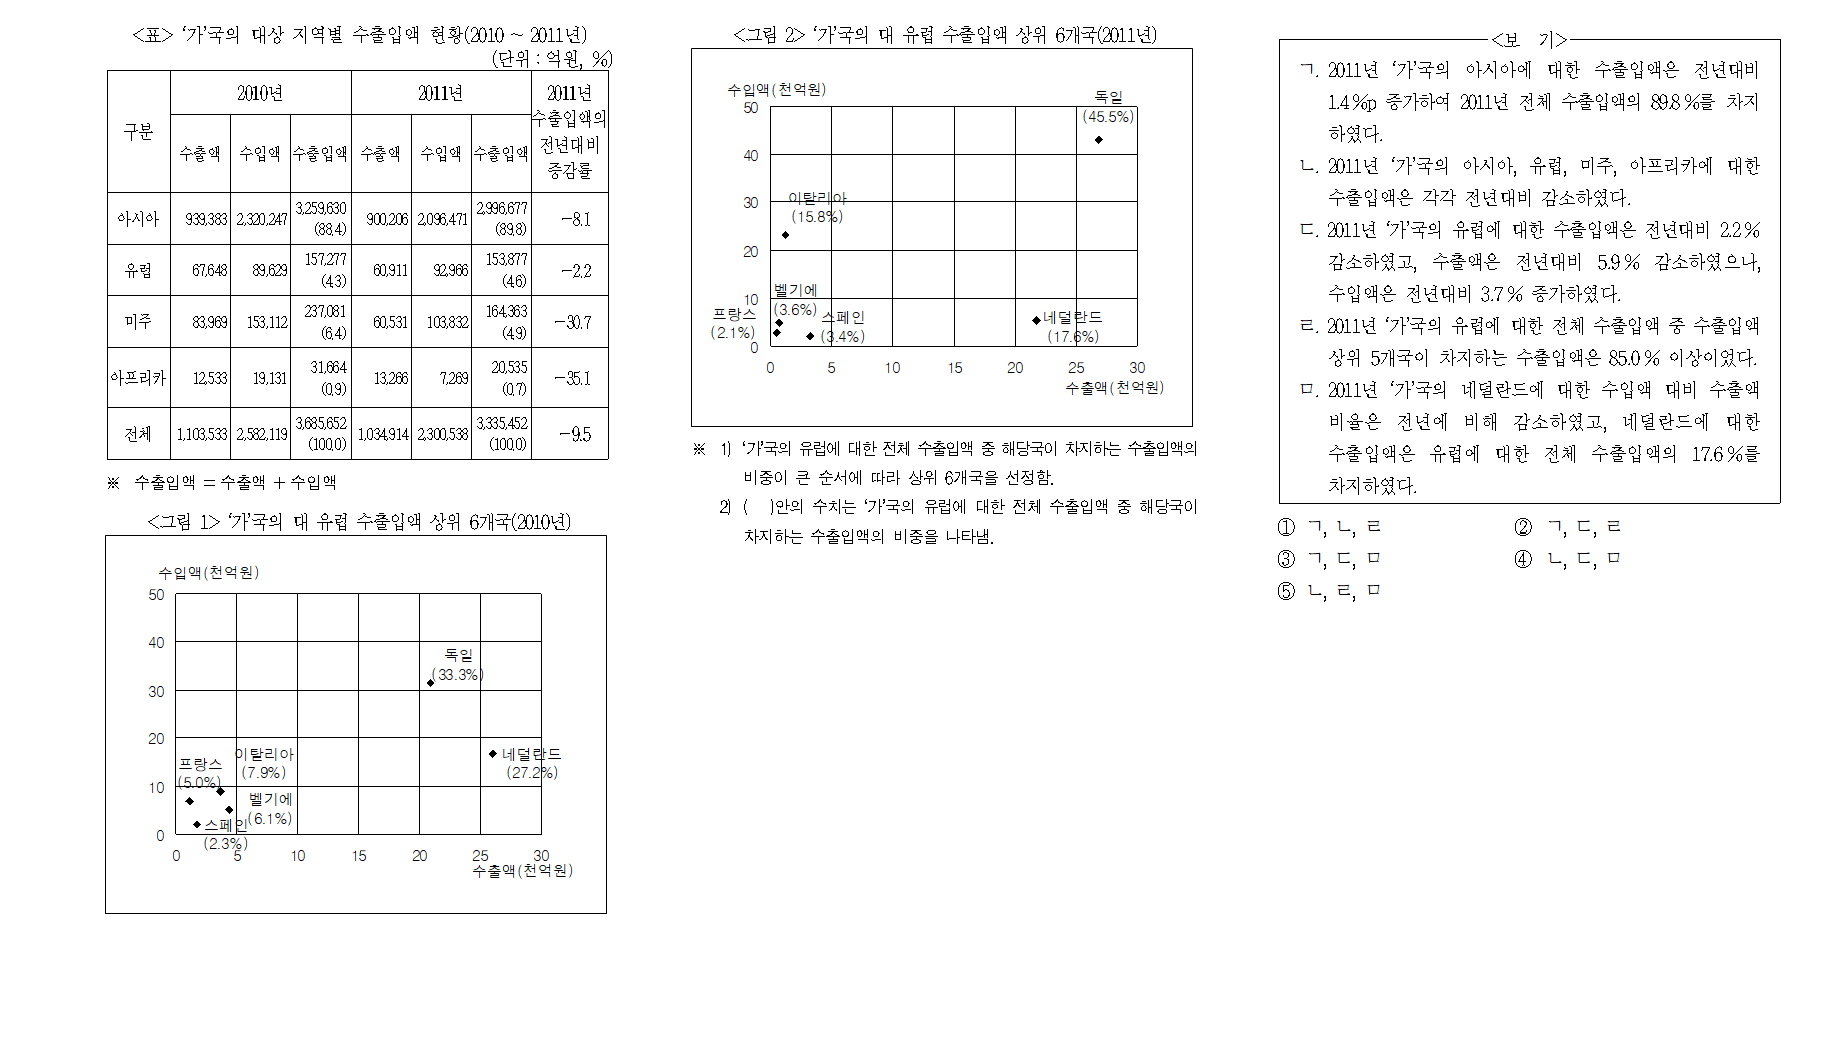 <표> ‘가’국의 대상 지역별 수출입액 현황(2010 ~ 2011년)
(단위 : 억원, %)
구분 2010년 2011년 2011년 수출입액의 전년대비 증감률
수출액 수입액 수출입액 수출액 수입액 수출입액
아시아 939,383 2,320,247 3,259,630 (88.4) 900,206 2,096,471 2,996,677 (89.8) -8.1
유럽 67,648 89,629 157,277 (4.3) 60,911 92,966 153,877 (4.6) -2.2
미주 83,969 153,112 237,081 (6.4) 60,531 103,832 164,363 (4.9) -30.7
아프리카 12,533 19,131 31,664 (0.9) 13,266 7,269 20,535 (0.7) -35.1
전체 1,103,533 2,582,119 3,685,652 (100.0) 1,034,914 2,300,538 3,335,452 (100.0) -9.5
※ 수출입액 = 수출액 + 수입액
<그림 1> ‘가’국의 대 유럽 수출입액 상위 6개국(2010년)
수입액(천억원)
50
40
독일
(33.3%)
30
20
이탈리아
네덜란드
프랑스
(7.9%)
(27.2%)
(5.0%)
10
벨기에
(6.1%)
스페인
(2.3%)
0
0 5 10 15 20 25 30
수출액(천억원)
<그림 2> ‘가’국의 대 유럽 수출입액 상위 6개국(2011년)
수입액(천억원)
독일
50
(45.5%)
40
이탈리아
30
(15.8%)
20
벨기에
10
(3.6%)
프랑스
스페인
네덜란드
(2.1%)
(3.4%)
(17.6%)
0
0 5 10 15 20 25 30
수출액(천억원)
※ 1) ‘가’국의 유럽에 대한 전체 수출입액 중 해당국이 차지하는 수출입액의
비중이 큰 순서에 따라 상위 6개국을 선정함.
2) ( )안의 수치는 ‘가’국의 유럽에 대한 전체 수출입액 중 해당국이
차지하는 수출입액의 비중을 나타냄.
<보 기>
ㄱ. 2011년 ‘가’국의 아시아에 대한 수출입액은 전년대비
1.4%p 증가하여 2011년 전체 수출입액의 89.8%를 차지
하였다.
ㄴ. 2011년 ‘가’국의 아시아, 유럽, 미주, 아프리카에 대한
수출입액은 각각 전년대비 감소하였다.
ㄷ. 2011년 ‘가’국의 유럽에 대한 수출입액은 전년대비 2.2%
감소하였고, 수출액은 전년대비 5.9% 감소하였으나,
수입액은 전년대비 3.7% 증가하였다.
ㄹ. 2011년 ‘가’국의 유럽에 대한 전체 수출입액 중 수출입액
상위 5개국이 차지하는 수출입액은 85.0% 이상이었다.
ㅁ. 2011년 ‘가’국의 네덜란드에 대한 수입액 대비 수출액
비율은 전년에 비해 감소하였고, 네덜란드에 대한
수출입액은 유럽에 대한 전체 수출입액의 17.6%를
차지하였다.
① ㄱ, ㄴ, ㄹ ② ㄱ, ㄷ, ㄹ
③ ㄱ, ㄷ, ㅁ ④ ㄴ, ㄷ, ㅁ
⑤ ㄴ, ㄹ, ㅁ